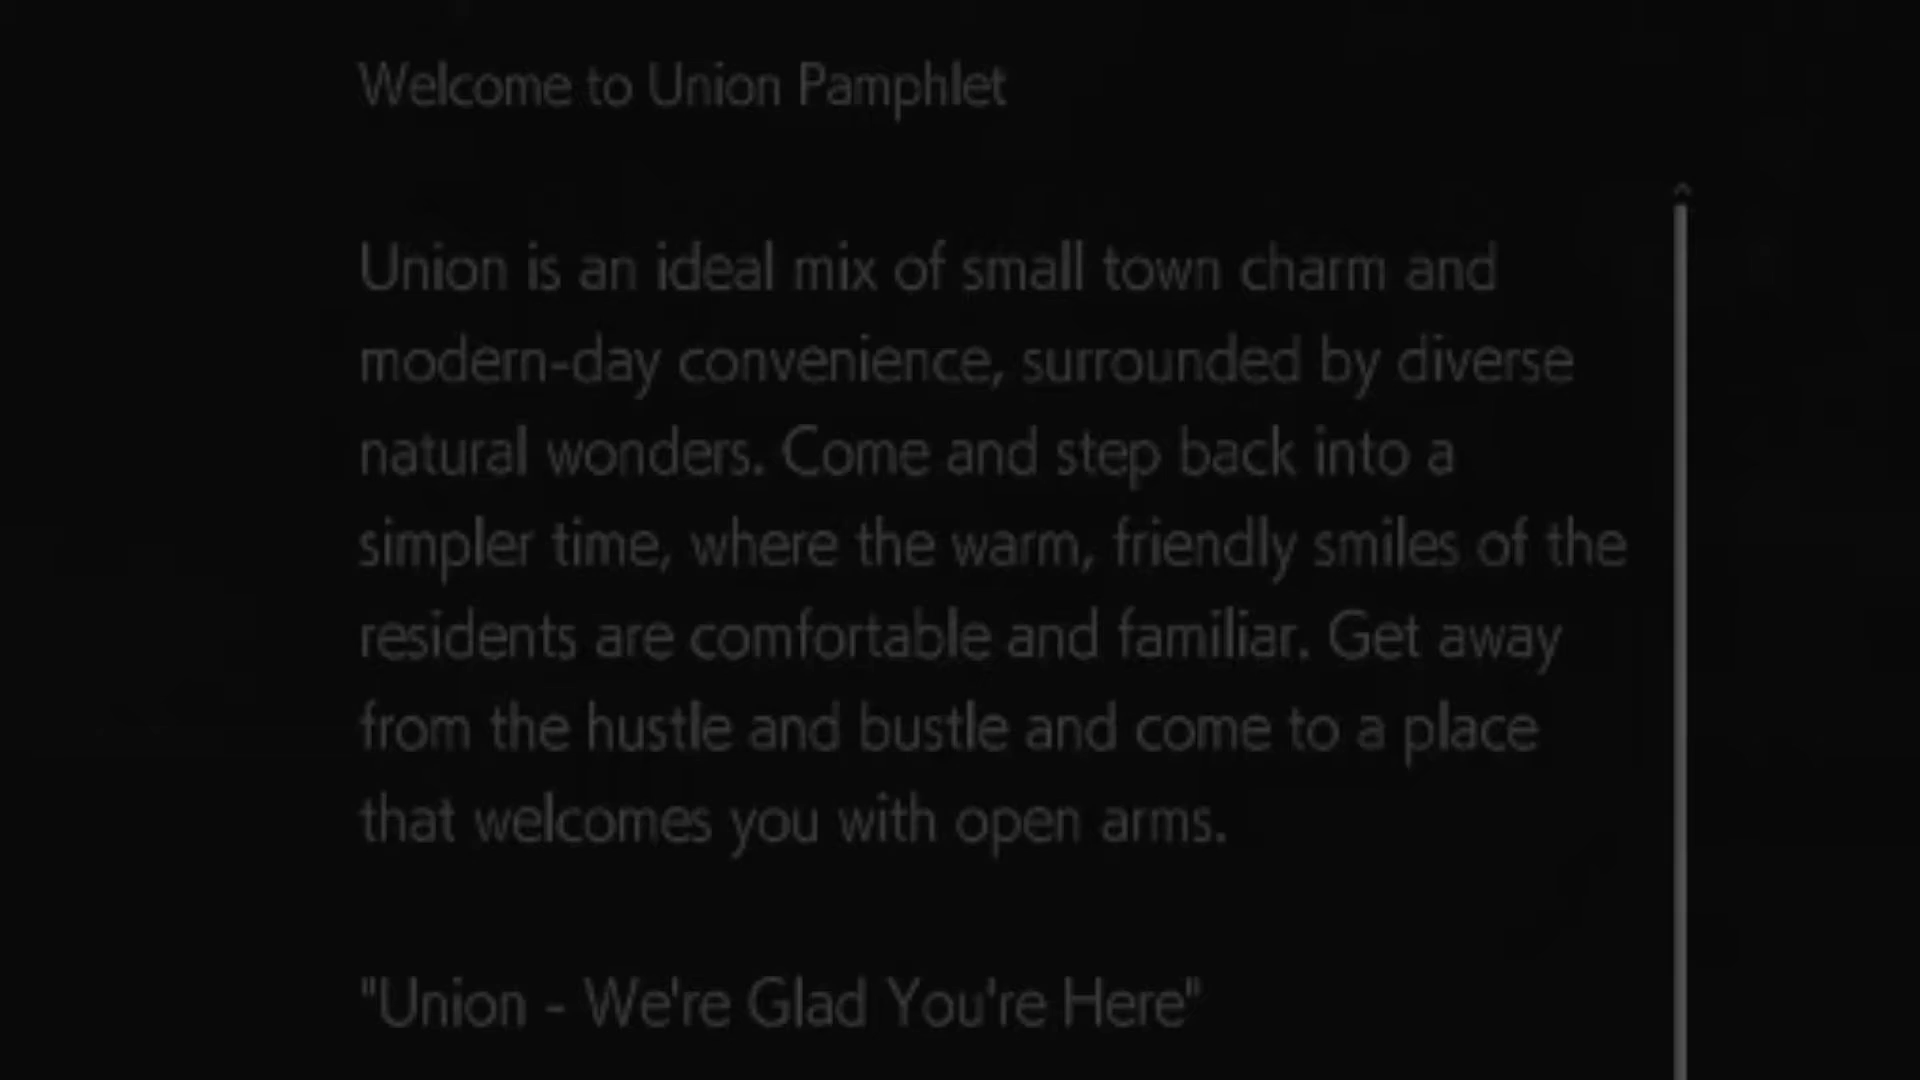 Welcome to Union Pamphlet
Union is an ideal mix of small town charm and
modern-day convenience, surrounded by diverse
natural wonders. Come and step back into a
simpler time, where the warm, friendly smiles of the
residents are comfortable and familiar. Get away
from the hustle and bustle and come to a place
that welcomes you with open arms.
"Union - We're Glad You're Here"